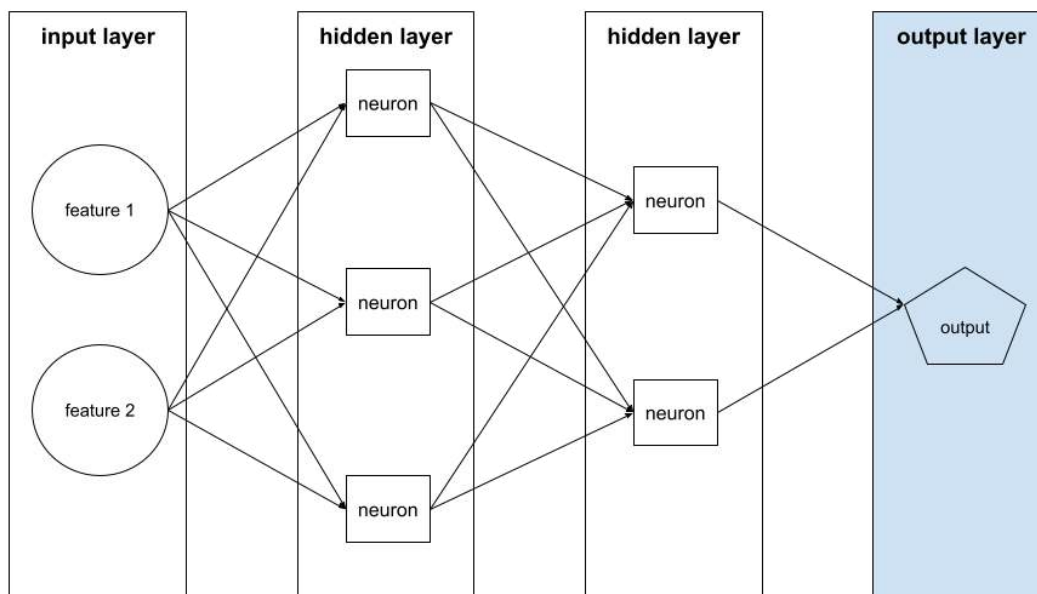 input layer
hidden layer
hidden layer
output layer
feature 1
feature 2
neuron
neuron
neuron
neuron
neuron
output